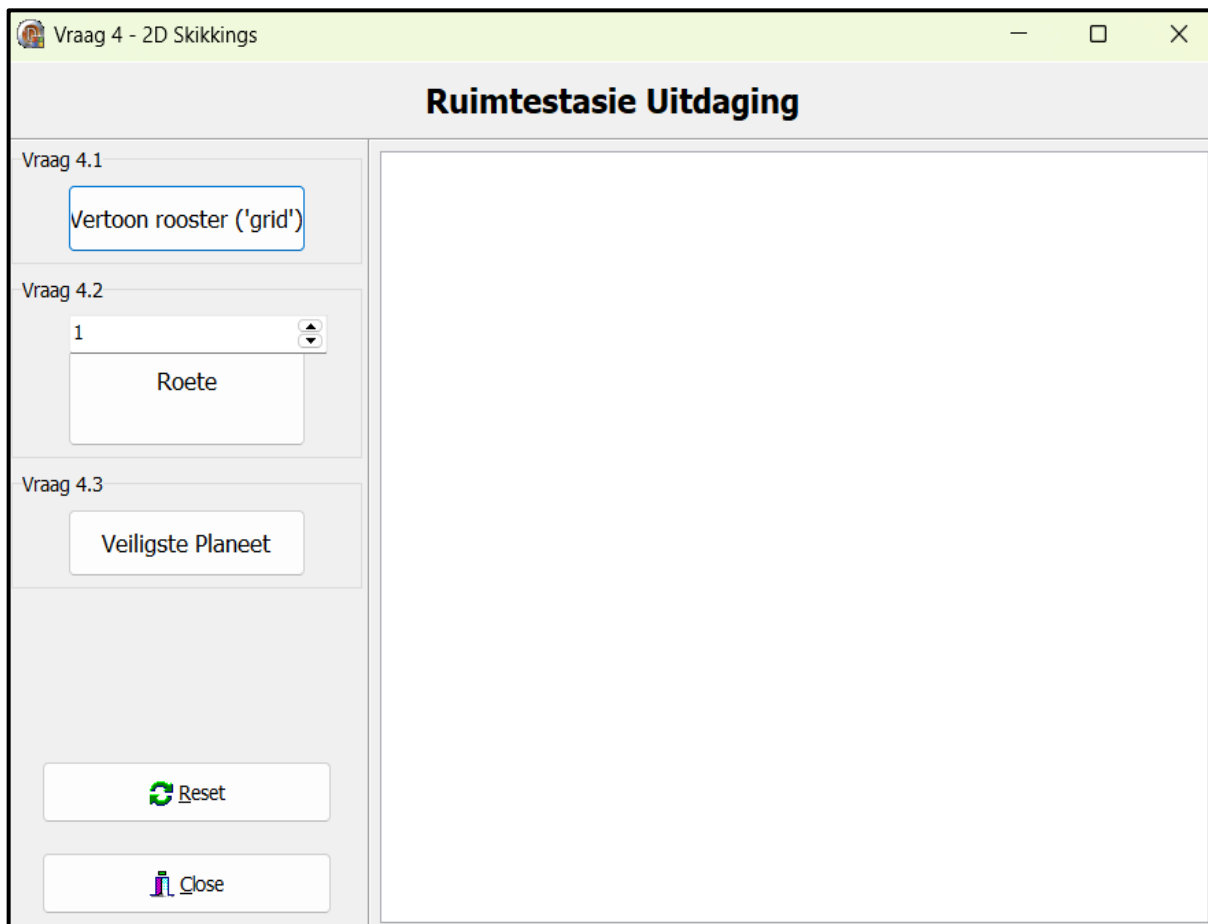 Vraag 4 - 2D Skikkings
Ruimtestasie Uitdaging
Vraag 4.1
Vertoon rooster ('grid')
Vraag 4.2
1
Roete
Vraag 4.3
Veiligste Planeet
Reset
Close